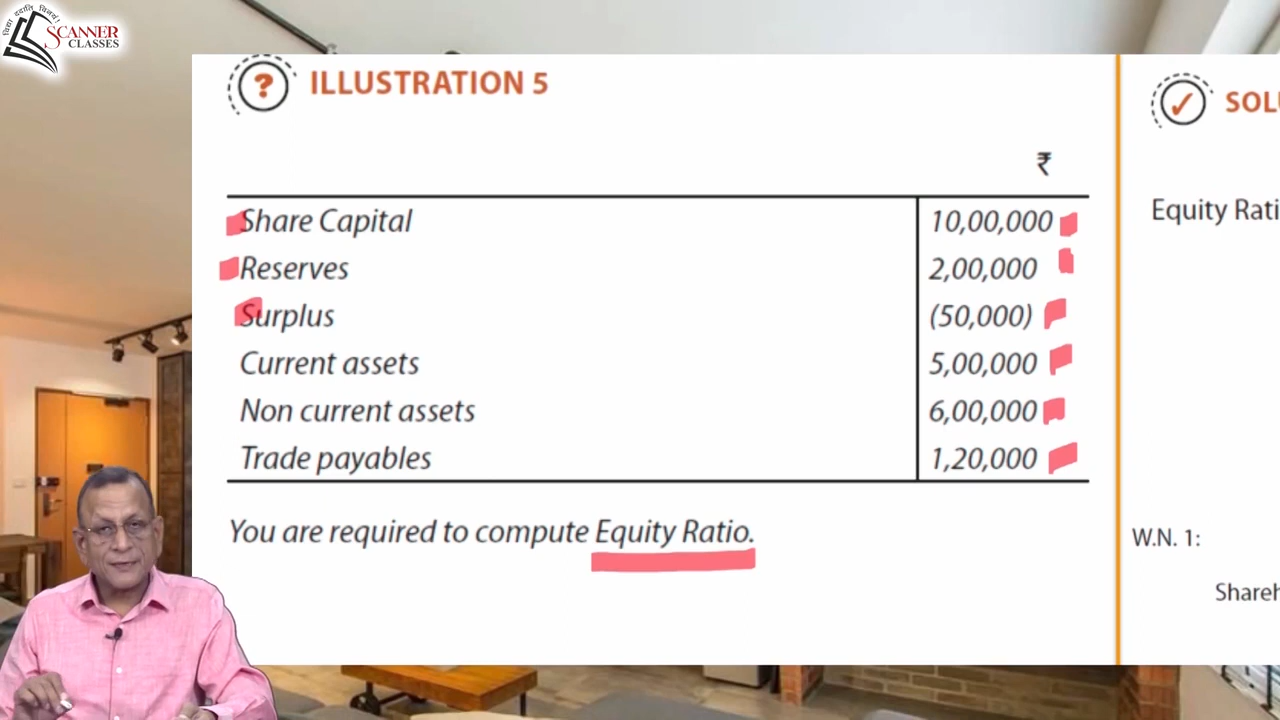 विद्या ददाति विनयं।
SCANNER
CLASSES
? ILLUSTRATION 5
₹
Share Capital 10,00,000
Reserves 2,00,000
Surplus (50,000)
Current assets 5,00,000
Non current assets 6,00,000
Trade payables 1,20,000
You are required to compute Equity Ratio.
✓ SOLU
Equity Rati
W.N. 1:
Shareh